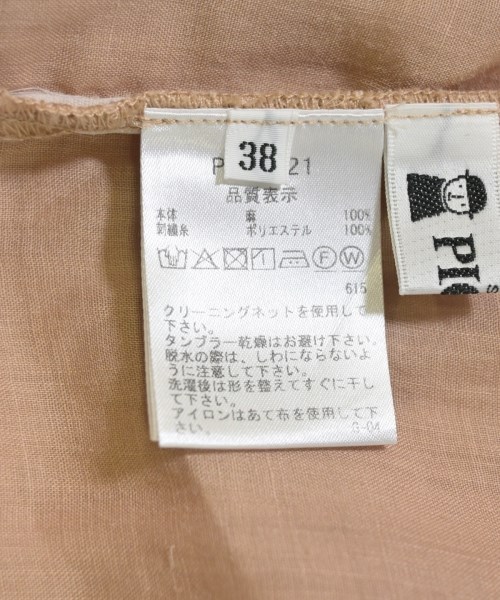 38
P 21
品質表示
本体 麻 100%
刺繍糸 ポリエステル 100%
615
クリーニングネットを使用して
下さい。
タンブラー乾燥はお避け下さい。
脱水の際は、しわにならないよ
うに注意して下さい。
洗濯後は形を整えてすぐに干し
て下さい。
アイロンはあて布を使用して下
さい。
G-04